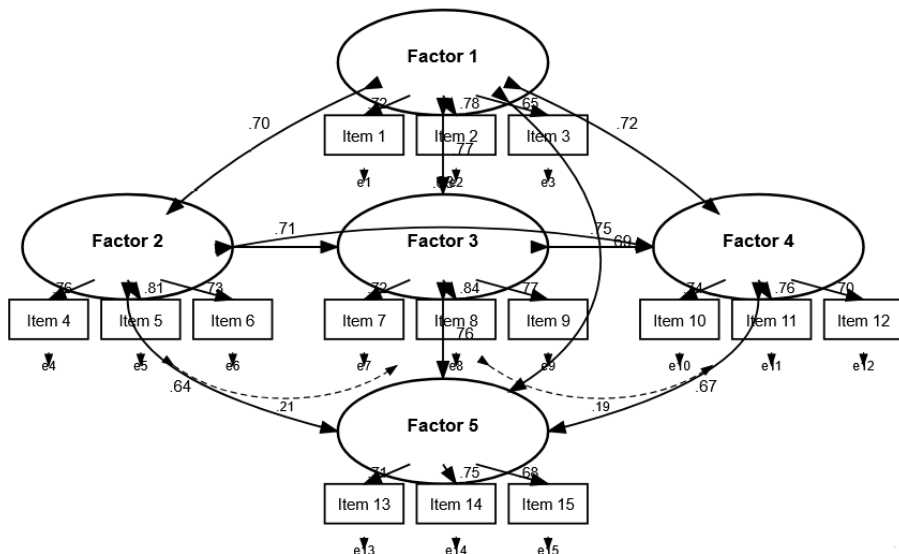 Factor 1
.72
.78
.65
Item 1
Item 2
Item 3
.70
.72
.77
e1
e2
e3
Factor 2
Factor 3
Factor 4
.71
.75
.69
.76
.81
.73
.72
.84
.77
.74
.76
.70
Item 4
Item 5
Item 6
Item 7
Item 8
Item 9
Item 10
Item 11
Item 12
.76
e4
e5
e6
e7
e8
e9
e10
e11
e12
.64
.67
.21
.19
Factor 5
.71
.75
.68
Item 13
Item 14
Item 15
e13
e14
e15